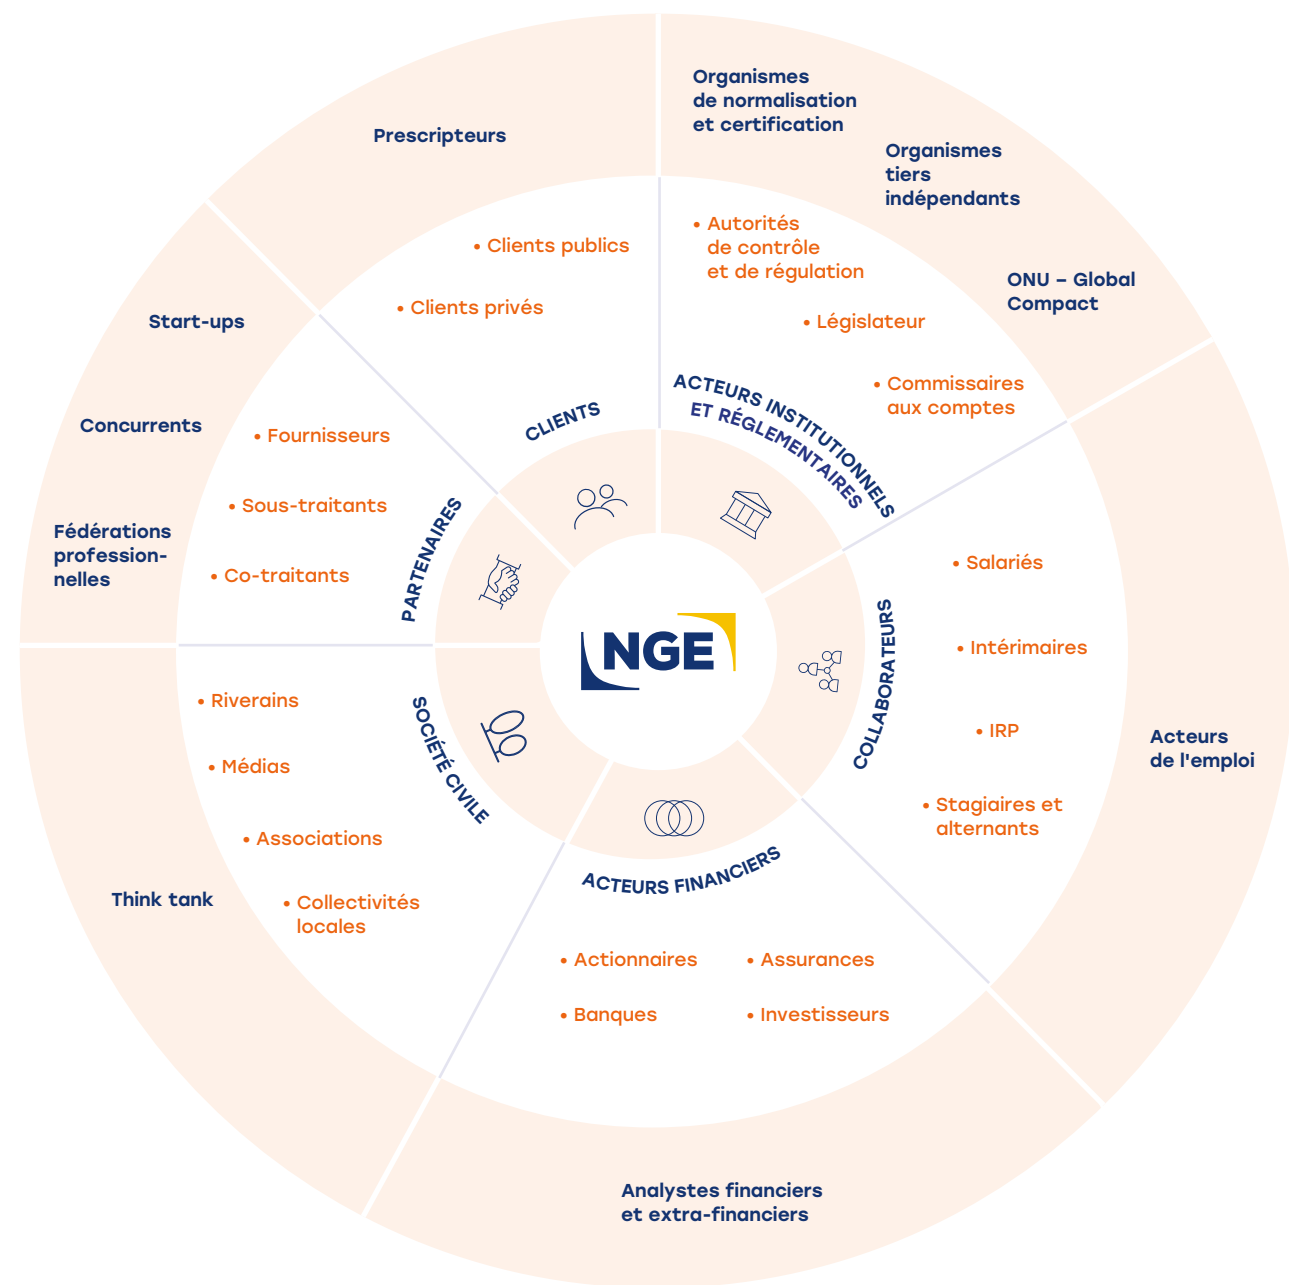 Prescripteurs
• Clients publics
• Clients privés
CLIENTS
Organismes
de normalisation
et certification
Organismes
tiers
indépendants
ONU – Global
Compact
• Autorités
de contrôle
et de régulation
• Législateur
• Commissaires
aux comptes
ACTEURS INSTITUTIONNELS
ET RÉGLEMENTAIRES
Start-ups
Concurrents
Fédérations
profession-
nelles
• Fournisseurs
• Sous-traitants
• Co-traitants
PARTENAIRES
NGE
COLLABORATEURS
• Salariés
• Intérimaires
• IRP
• Stagiaires et
alternants
Acteurs
de l'emploi
SOCIÉTÉ CIVILE
• Riverains
• Médias
• Associations
• Collectivités
locales
Think tank
ACTEURS FINANCIERS
• Actionnaires
• Assurances
• Banques
• Investisseurs
Analystes financiers
et extra-financiers